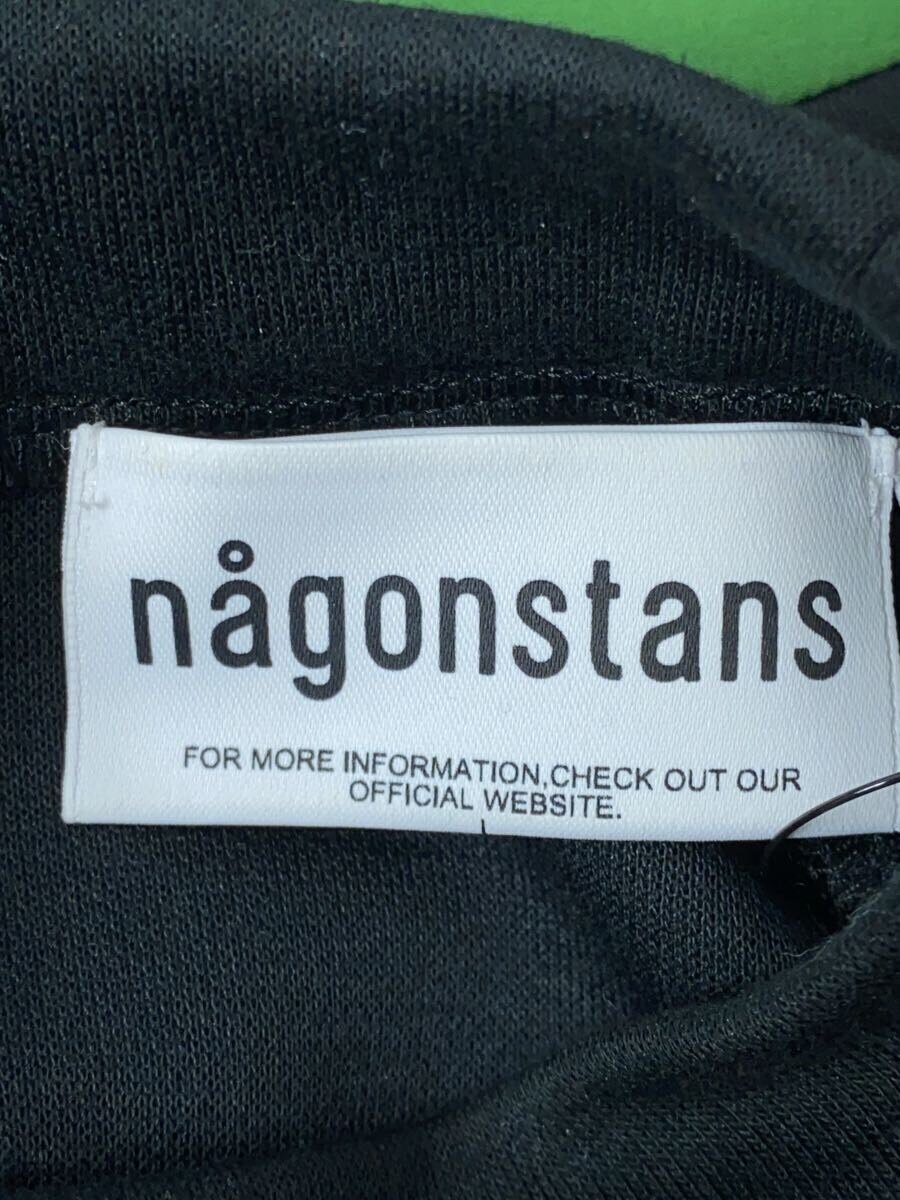 någonstans
FOR MORE INFORMATION,CHECK OUT OUR
OFFICIAL WEBSITE.